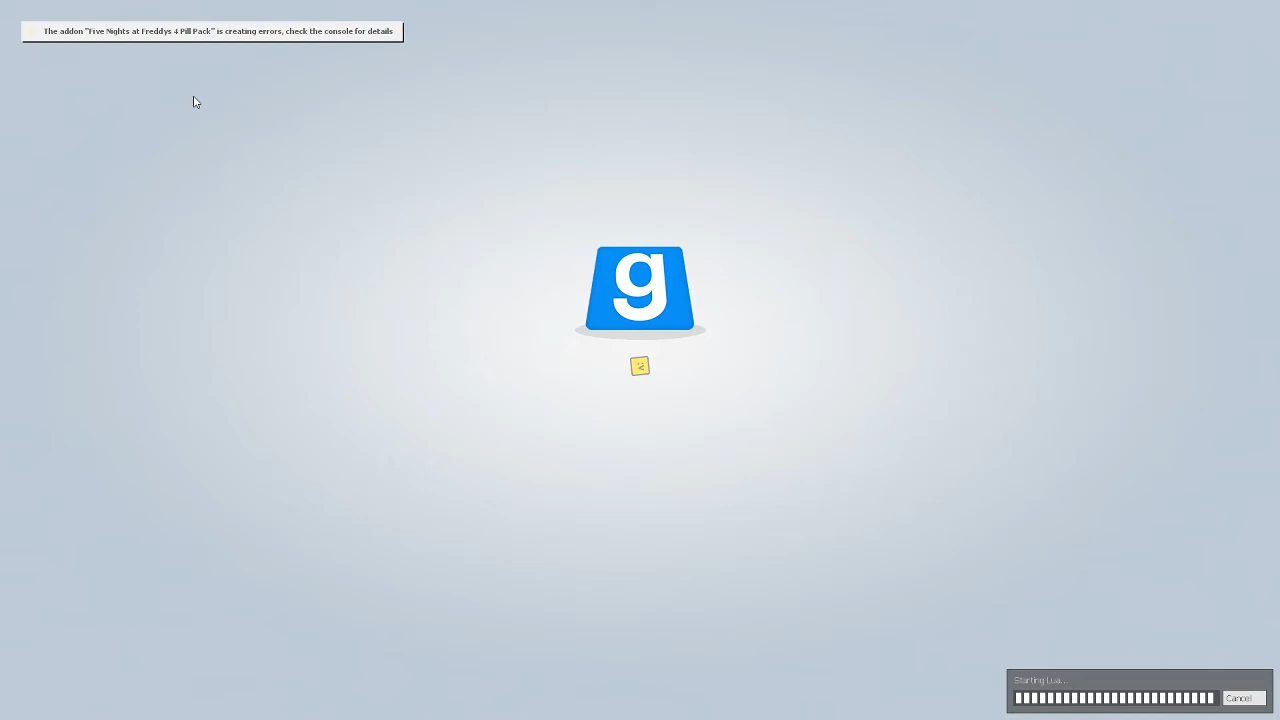 The addon "Five Nights at Freddys 4 Pill Pack" is creating errors, check the console for details
g
Starting Lua...
Cancel